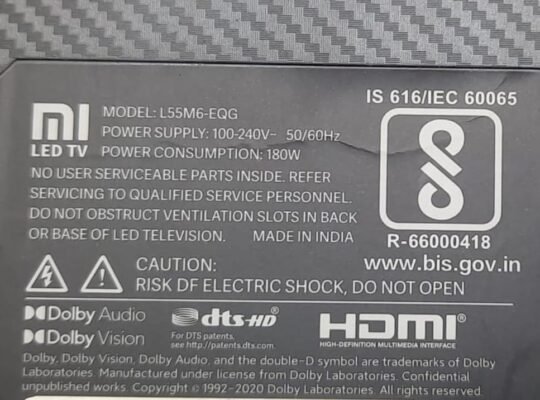 IS 616/IEC 60065
mi MODEL: L55M6-EQG
LED TV POWER SUPPLY: 100-240V~ 50/60Hz
POWER CONSUMPTION: 180W
NO USER SERVICEABLE PARTS INSIDE. REFER
SERVICING TO QUALIFIED SERVICE PERSONNEL.
DO NOT OBSTRUCT VENTILATION SLOTS IN BACK
OR BASE OF LED TELEVISION. MADE IN INDIA
R-66000418
www.bis.gov.in
CAUTION:
RISK OF ELECTRIC SHOCK, DO NOT OPEN
Dolby Audio
Dolby Vision
dts-HD
For DTS patents,
see http://patents.dts.com.
HDMI®
HIGH-DEFINITION MULTIMEDIA INTERFACE
Dolby, Dolby Vision, Dolby Audio, and the double-D symbol are trademarks of Dolby
Laboratories. Manufactured under license from Dolby Laboratories. Confidential
unpublished works. Copyright © 1992-2020 Dolby Laboratories. All rights reserved.